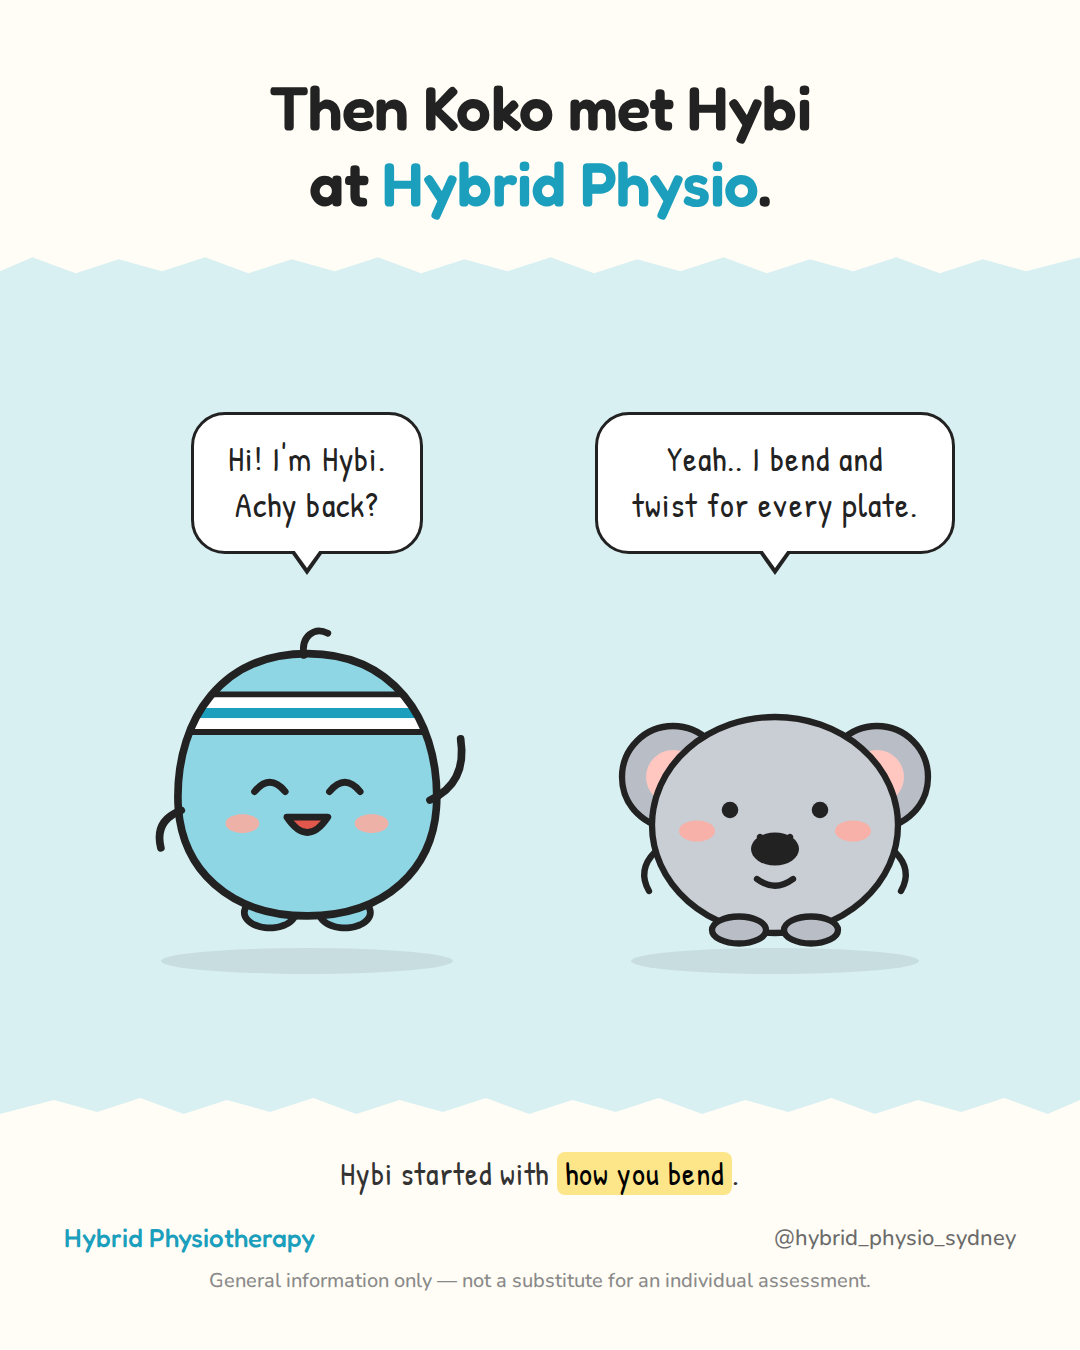 Then Koko met Hybi
at Hybrid Physio.
Hi! I'm Hybi.
Achy back?
Yeah.. I bend and
twist for every plate.
Hybi started with how you bend.
Hybrid Physiotherapy
@hybrid_physio_sydney
General information only — not a substitute for an individual assessment.